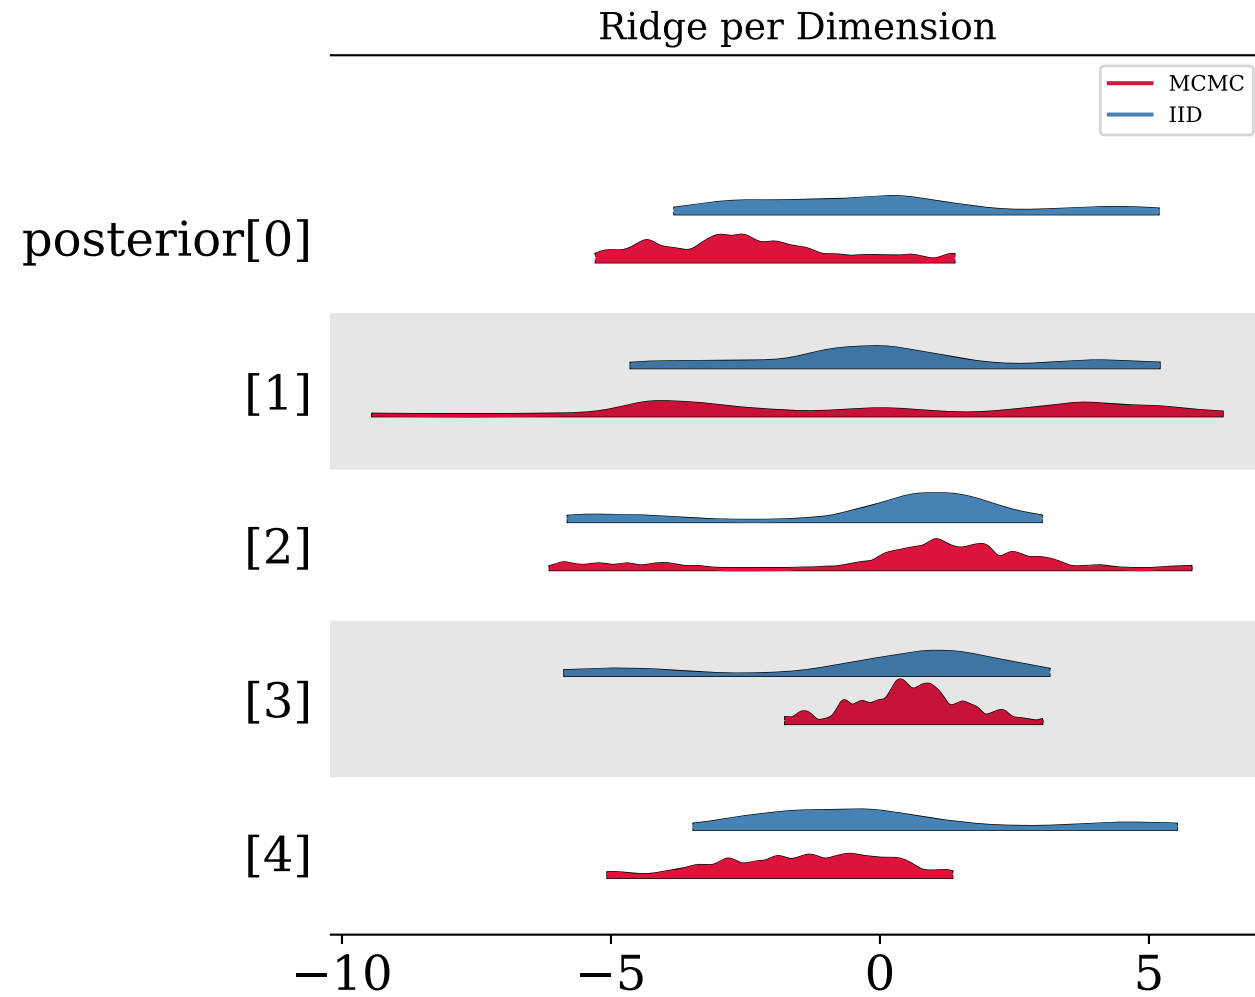 Ridge per Dimension
MCMC
IID
posterior[0]
[1]
[2]
[3]
[4]
−10 −5 0 5